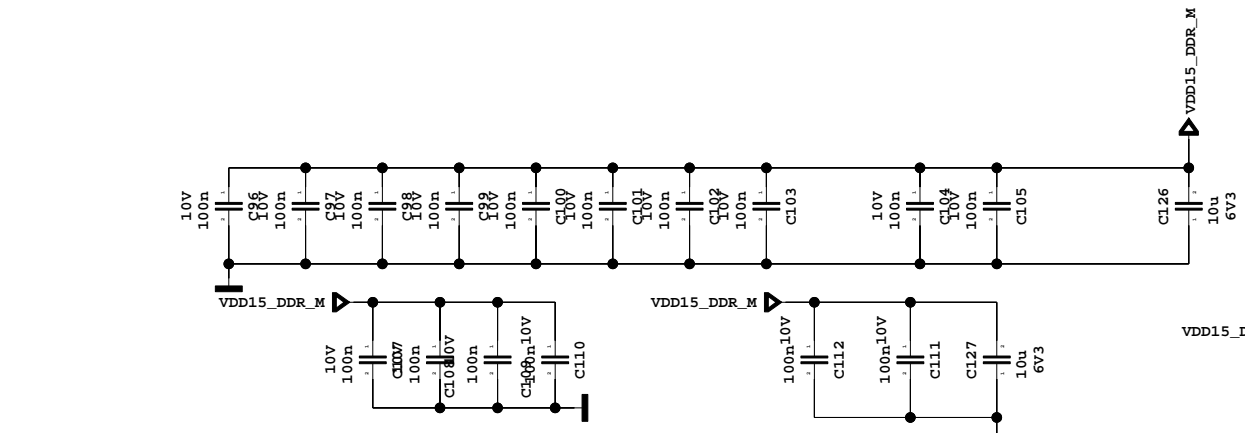 VDD15_DDR_M
10V 100n C96
10V 100n C97
10V 100n C98
10V 100n C99
10V 100n C100
10V 100n C101
10V 100n C102
10V 100n C103
10V 100n C104
10V 100n C105
C126 10u 6V3
VDD15_DDR_M
10V 100n C107
10V 100n C108
100n C109
10V 100n C110
VDD15_DDR_M
10V 100n C112
10V 100n C111
C127 10u 6V3